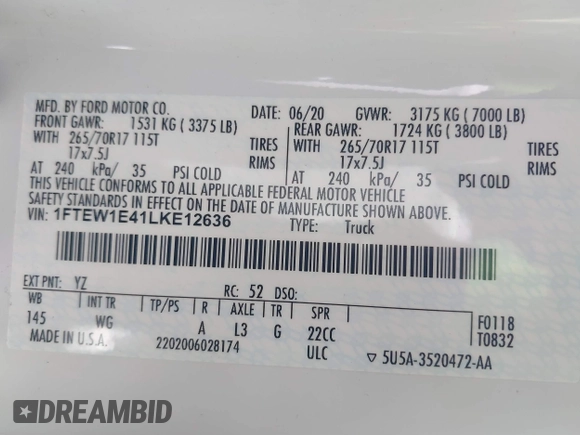 MFD. BY FORD MOTOR CO.
DATE: 06/20 GVWR: 3175 KG ( 7000 LB)
FRONT GAWR: 1531 KG ( 3375 LB) REAR GAWR: 1724 KG ( 3800 LB)
WITH 265/70R17 115T TIRES WITH 265/70R17 115T TIRES
17x7.5J RIMS 17x7.5J RIMS
AT 240 kPa/ 35 PSI COLD AT 240 kPa/ 35 PSI COLD
THIS VEHICLE CONFORMS TO ALL APPLICABLE FEDERAL MOTOR VEHICLE
SAFETY STANDARDS IN EFFECT ON THE DATE OF MANUFACTURE SHOWN ABOVE.
VIN: 1FTEW1E41LKE12636 TYPE: Truck
EXT PNT: YZ RC: 52 DSO:
WB INT TR TP/PS R AXLE TR SPR F0118
145 WG A L3 G 22CC T0832
MADE IN U.S.A. 2202006028174 ULC 5U5A-3520472-AA
DREAMBID